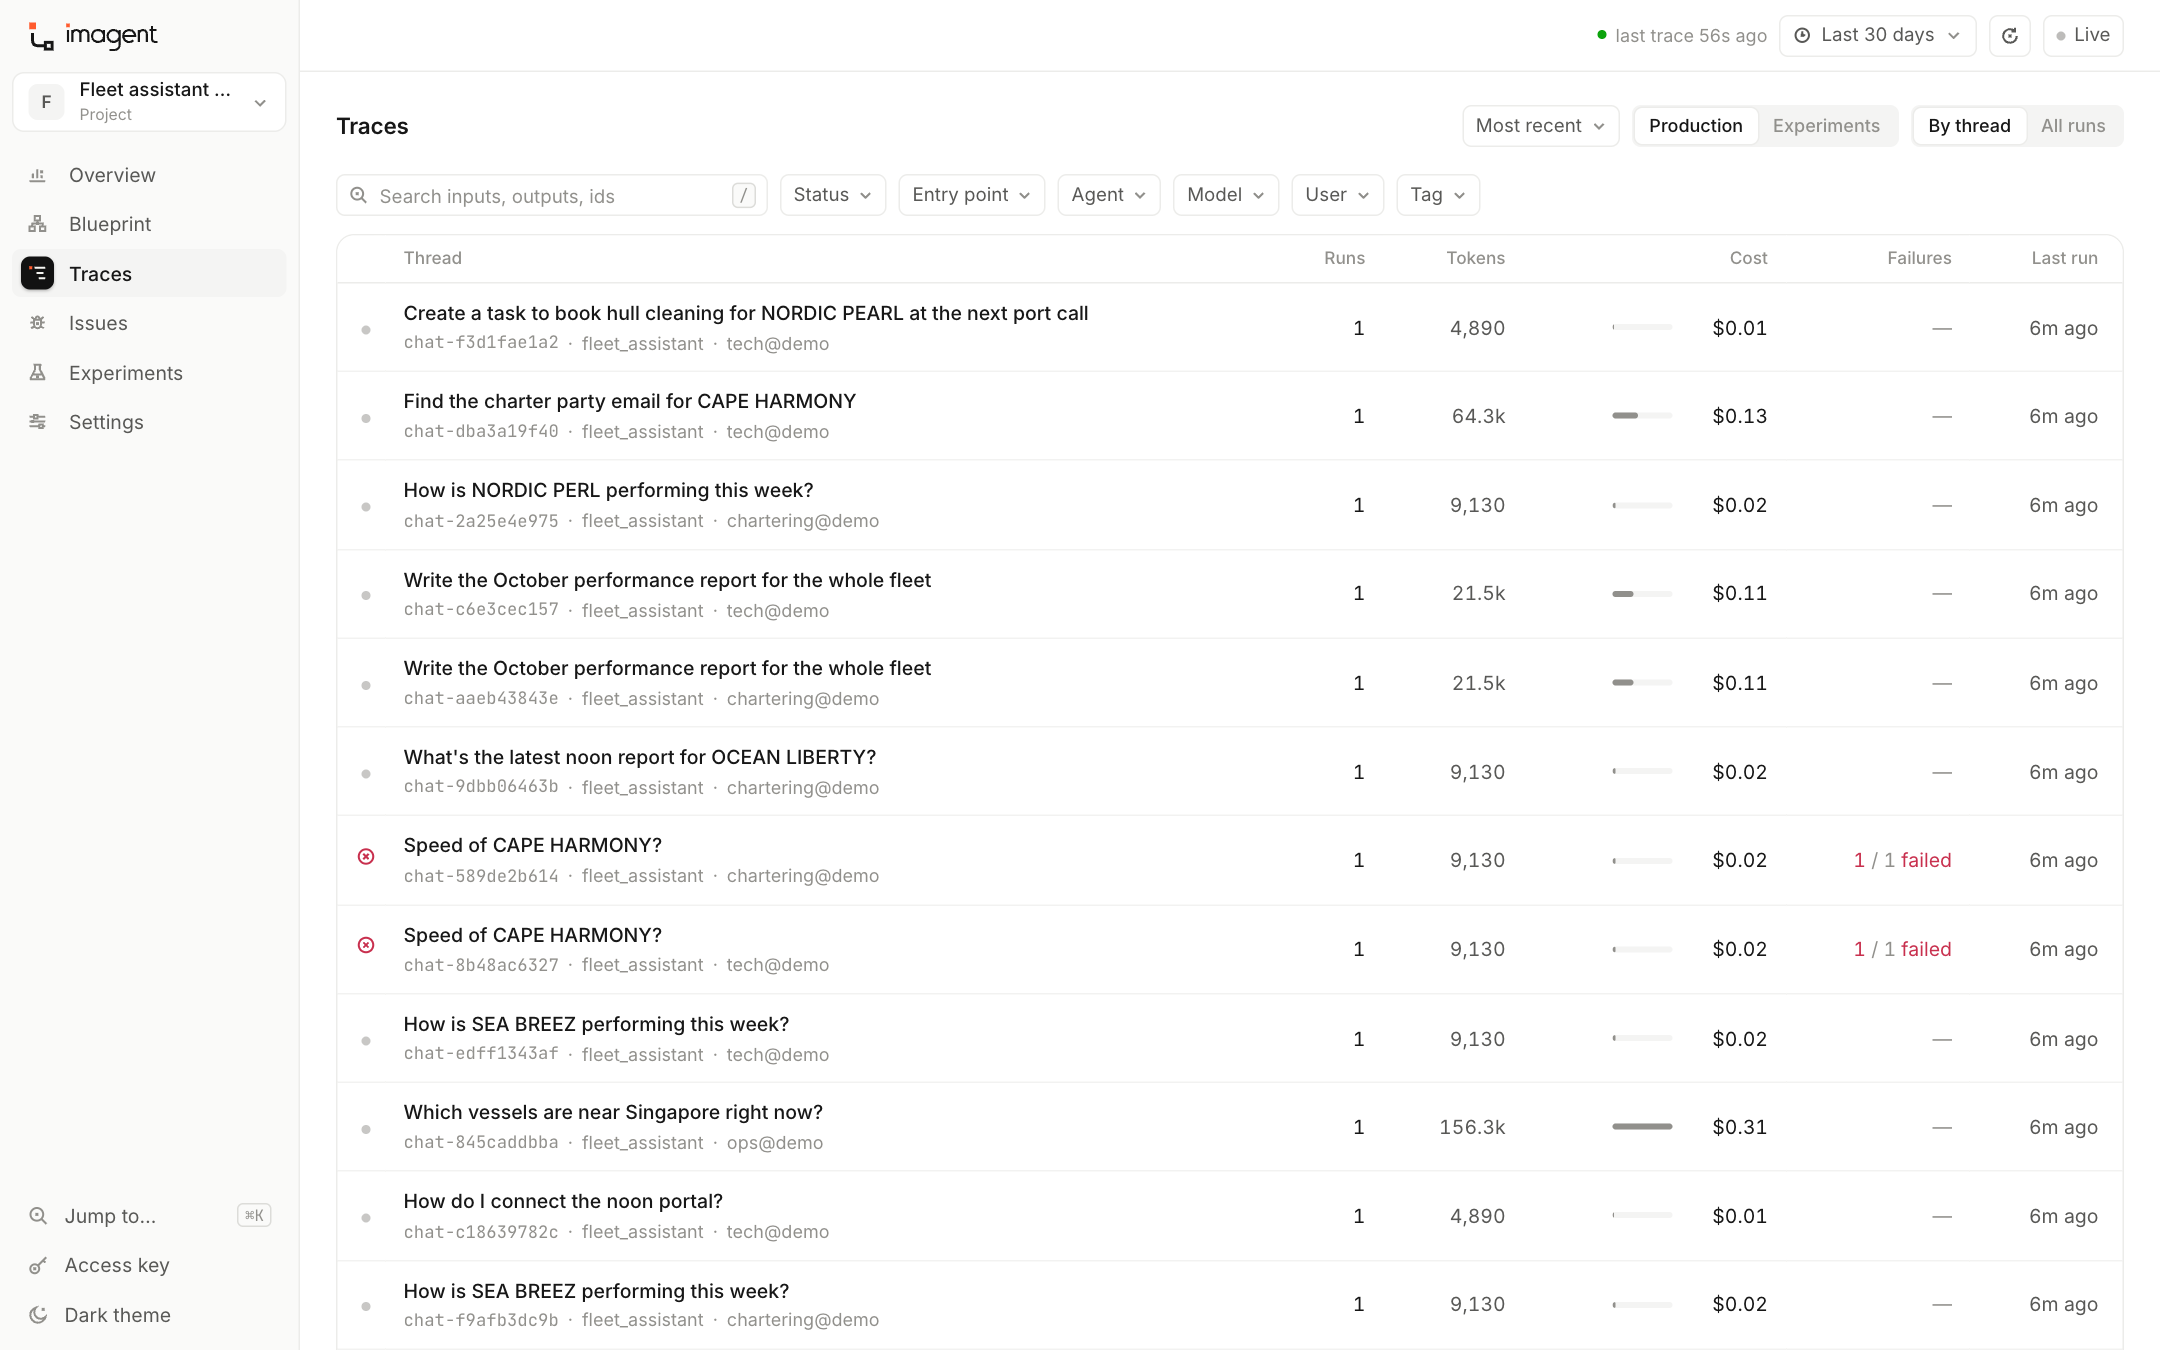 imagent
last trace 56s ago
Last 30 days
Live
F
Fleet assistant ...
Project
Overview
Blueprint
Traces
Issues
Experiments
Settings
Jump to...
⌘K
Access key
Dark theme
Traces
Most recent
Production
Experiments
By thread
All runs
Search inputs, outputs, ids
/
Status
Entry point
Agent
Model
User
Tag
Thread Runs Tokens Cost Failures Last run
Create a task to book hull cleaning for NORDIC PEARL at the next port call
chat-f3d1fae1a2 · fleet_assistant · tech@demo
1 4,890 $0.01 — 6m ago
Find the charter party email for CAPE HARMONY
chat-dba3a19f40 · fleet_assistant · tech@demo
1 64.3k $0.13 — 6m ago
How is NORDIC PERL performing this week?
chat-2a25e4e975 · fleet_assistant · chartering@demo
1 9,130 $0.02 — 6m ago
Write the October performance report for the whole fleet
chat-c6e3cec157 · fleet_assistant · tech@demo
1 21.5k $0.11 — 6m ago
Write the October performance report for the whole fleet
chat-aaeb43843e · fleet_assistant · chartering@demo
1 21.5k $0.11 — 6m ago
What's the latest noon report for OCEAN LIBERTY?
chat-9dbb06463b · fleet_assistant · chartering@demo
1 9,130 $0.02 — 6m ago
Speed of CAPE HARMONY?
chat-589de2b614 · fleet_assistant · chartering@demo
1 9,130 $0.02 1 / 1 failed 6m ago
Speed of CAPE HARMONY?
chat-8b48ac6327 · fleet_assistant · tech@demo
1 9,130 $0.02 1 / 1 failed 6m ago
How is SEA BREEZ performing this week?
chat-edff1343af · fleet_assistant · tech@demo
1 9,130 $0.02 — 6m ago
Which vessels are near Singapore right now?
chat-845caddbba · fleet_assistant · ops@demo
1 156.3k $0.31 — 6m ago
How do I connect the noon portal?
chat-c18639782c · fleet_assistant · tech@demo
1 4,890 $0.01 — 6m ago
How is SEA BREEZ performing this week?
chat-f9afb3dc9b · fleet_assistant · chartering@demo
1 9,130 $0.02 — 6m ago